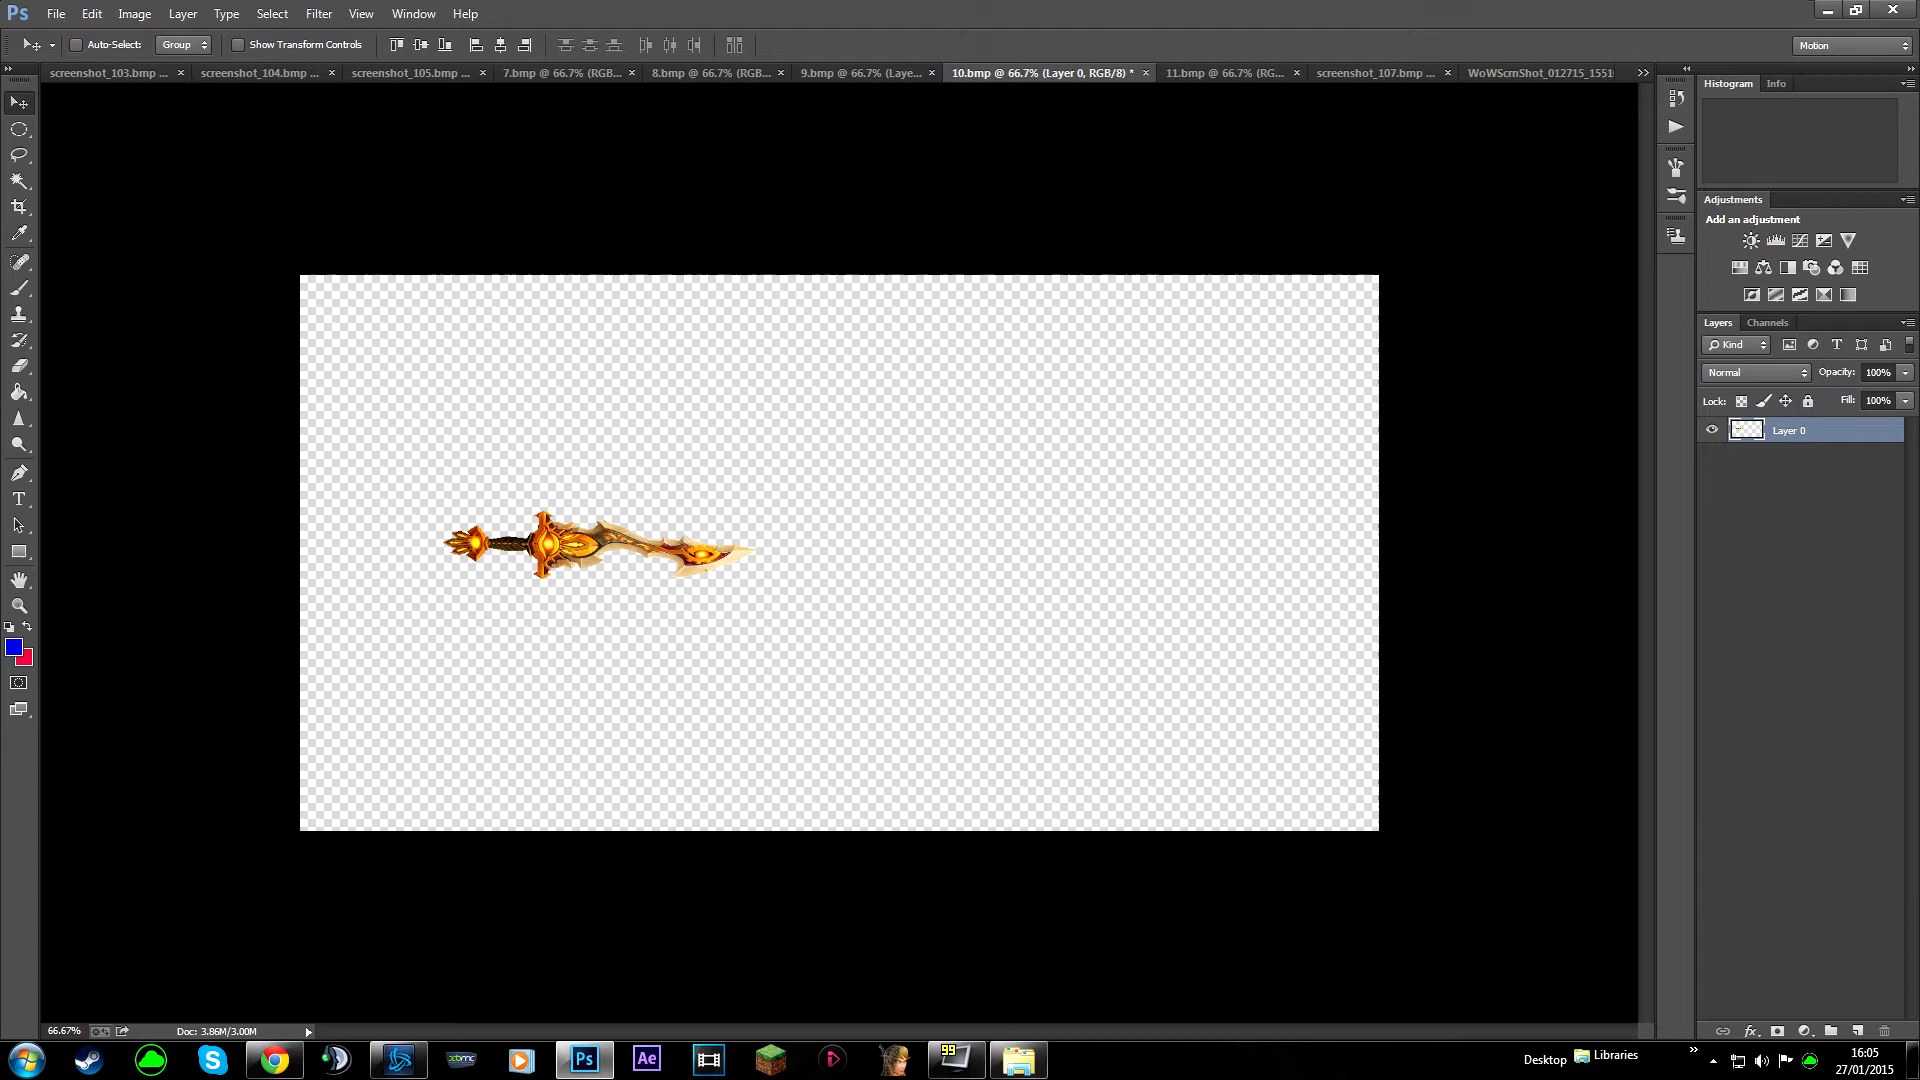 Ps File Edit Image Layer Type Select Filter View Window Help
Auto-Select: Group Show Transform Controls Motion
screenshot_103.bmp ... × screenshot_104.bmp ... × screenshot_105.bmp ... × 7.bmp @ 66.7% (RGB... × 8.bmp @ 66.7% (RGB... × 9.bmp @ 66.7% (Laye... × 10.bmp @ 66.7% (Layer 0, RGB/8) * × 11.bmp @ 66.7% (RG... × screenshot_107.bmp ... × WoWScrnShot_012715_1551
Histogram Info
Adjustments
Add an adjustment
Layers Channels
Kind
Normal Opacity: 100%
Lock: Fill: 100%
Layer 0
66.67% Doc: 3.86M/3.00M
xbmc Ps Ae 99 Desktop Libraries
16:05
27/01/2015